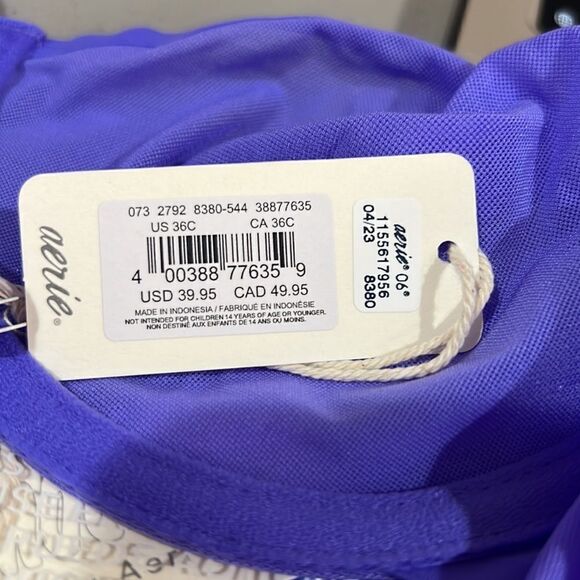 aerie®
073 2792 8380-544 38877635
US 36C CA 36C
4 00388 77635 9
USD 39.95 CAD 49.95
MADE IN INDONESIA / FABRIQUÉ EN INDONÉSIE
NOT INTENDED FOR CHILDREN 14 YEARS OF AGE OR YOUNGER.
NON DESTINÉ AUX ENFANTS DE 14 ANS OU MOINS.
aerie® 06®
1155617956
04/23 8380